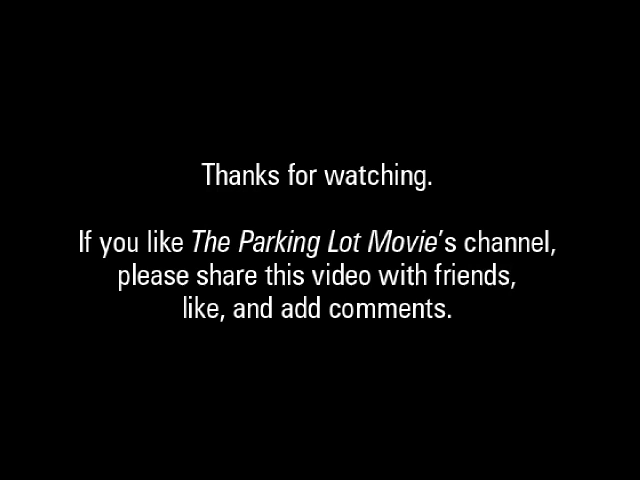 Thanks for watching.
If you like The Parking Lot Movie's channel,
please share this video with friends,
like, and add comments.